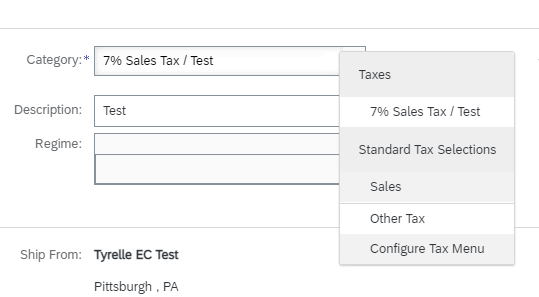 Category:*
7% Sales Tax / Test
Taxes
7% Sales Tax / Test
Description:
Test
Standard Tax Selections
Regime:
Sales
Other Tax
Configure Tax Menu
Ship From:
Tyrelle EC Test
Pittsburgh , PA